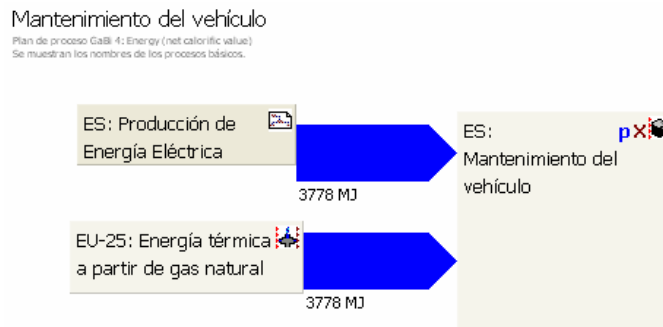 Mantenimiento del vehículo
Plan de proceso GaBi 4: Energy (net calorific value)
Se muestran los nombres de los procesos básicos.
ES: Producción de
Energía Eléctrica
3778 MJ
EU-25: Energía térmica
a partir de gas natural
3778 MJ
ES:
pX
Mantenimiento del
vehículo